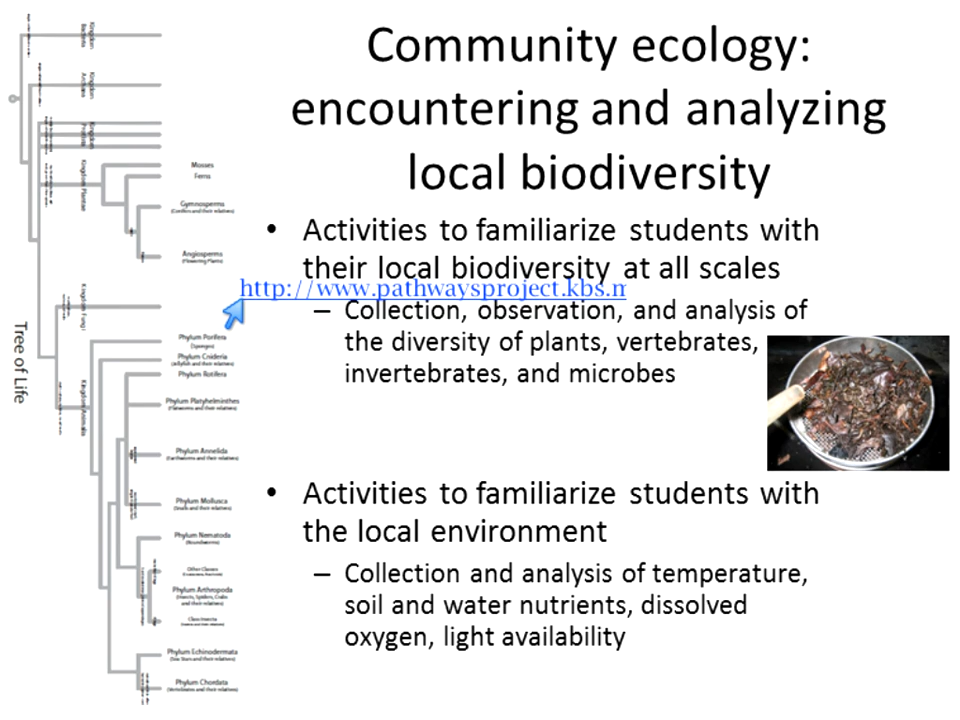 Community ecology:
encountering and analyzing
local biodiversity
• Activities to familiarize students with
their local biodiversity at all scales
http://www.pathwaysproject.kbs.m
– Collection, observation, and analysis of
the diversity of plants, vertebrates,
invertebrates, and microbes
• Activities to familiarize students with
the local environment
– Collection and analysis of temperature,
soil and water nutrients, dissolved
oxygen, light availability
Tree of Life
Kingdom
Bacteria
Kingdom
Archaea
Kingdom
Protista
Kingdom Plantae
Mosses
Ferns
Gymnosperms
(Conifers and their relatives)
Angiosperms
(Flowering Plants)
Kingdom Fungi
Kingdom Animalia
Phylum Porifera
(Sponges)
Phylum Cnideria
(Jellyfish and their relatives)
Phylum Rotifera
Phylum Platyhelminthes
(Flatworms and their relatives)
Phylum Annelida
(Earthworms and their relatives)
Phylum Mollusca
(Snails and their relatives)
Phylum Nematoda
(Roundworms)
Other Classes
Phylum Arthropoda
(Insects, Spiders, Crabs
and their relatives)
Class Insecta
Phylum Echinodermata
(Sea Stars and their relatives)
Phylum Chordata
(Vertebrates and their relatives)